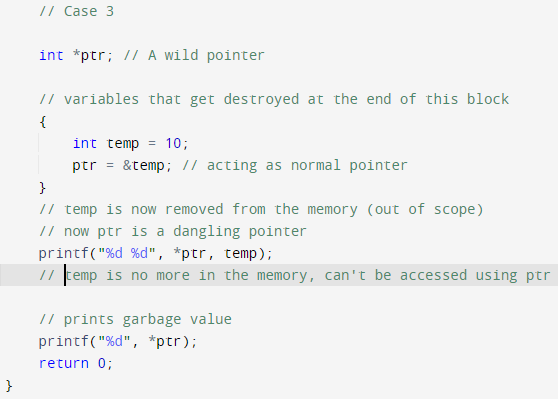 // Case 3
int *ptr; // A wild pointer
// variables that get destroyed at the end of this block
{
int temp = 10;
ptr = &temp; // acting as normal pointer
}
// temp is now removed from the memory (out of scope)
// now ptr is a dangling pointer
printf("%d %d", *ptr, temp);
// temp is no more in the memory, can't be accessed using ptr
// prints garbage value
printf("%d", *ptr);
return 0;
}